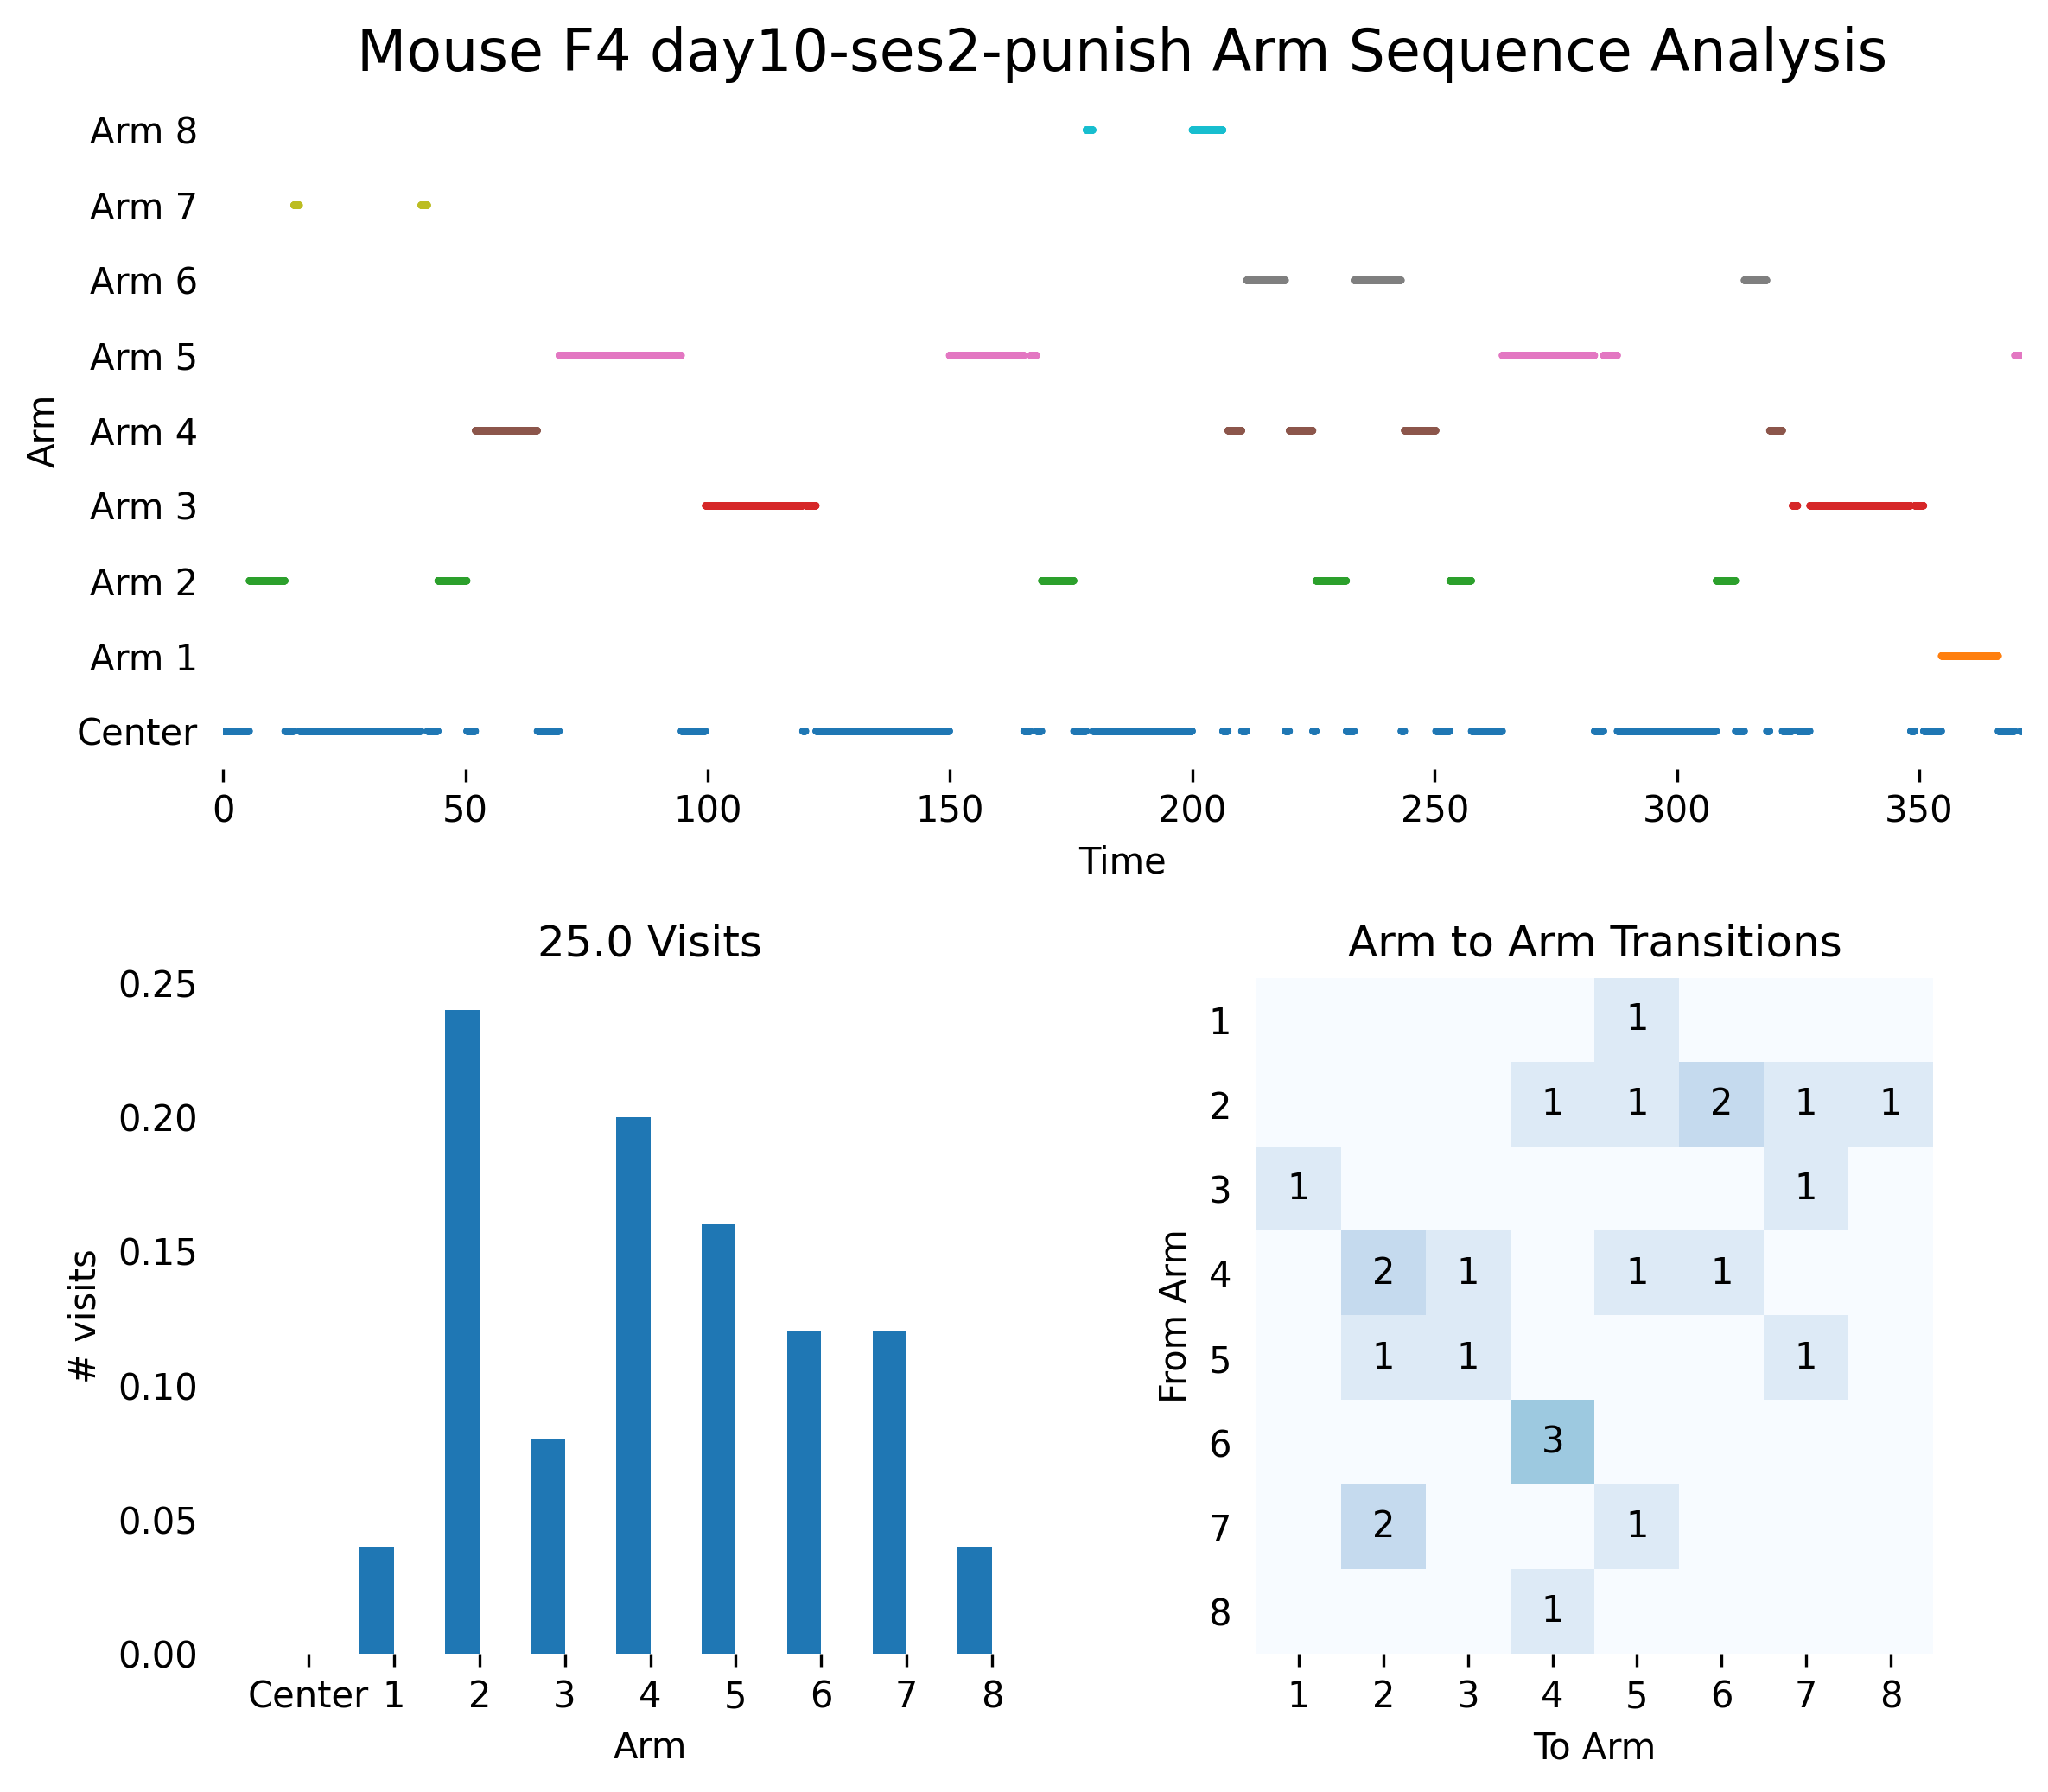 Mouse F4 day10-ses2-punish Arm Sequence Analysis
Arm 8
Arm 7
Arm 6
Arm 5
Arm 4
Arm 3
Arm 2
Arm 1
Center
Arm
0 50 100 150 200 250 300 350
Time
25.0 Visits
0.25
0.20
0.15
0.10
0.05
0.00
# visits
Center 1 2 3 4 5 6 7 8
Arm
Arm to Arm Transitions
1 1
2 1 1 2 1 1
3 1 1
4 2 1 1 1
5 1 1 1
6 3
7 2 1
8 1
From Arm
1 2 3 4 5 6 7 8
To Arm